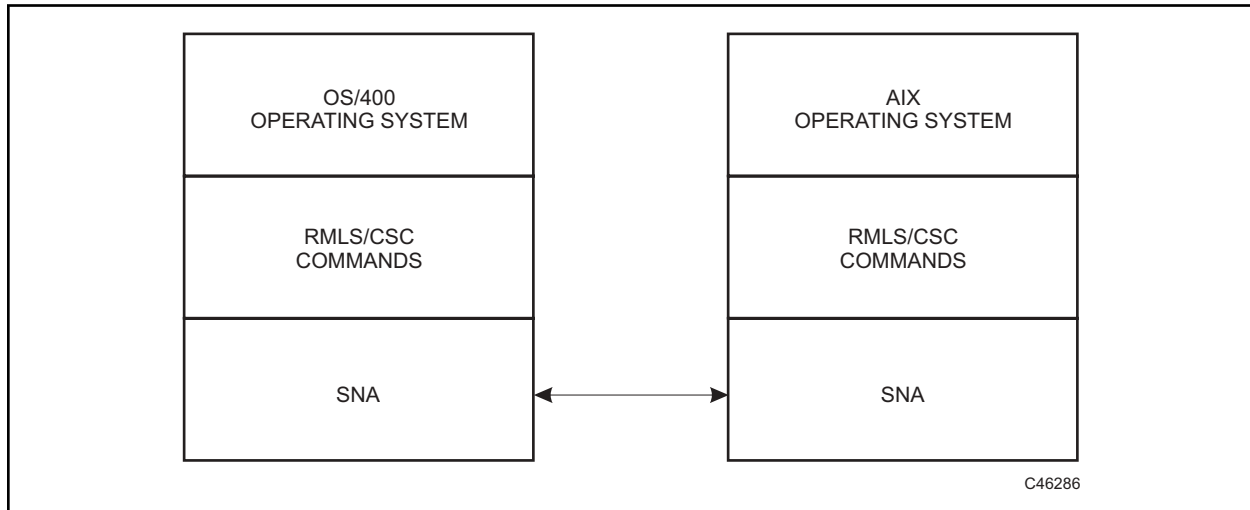 OS/400
OPERATING SYSTEM
RMLS/CSC
COMMANDS
SNA
AIX
OPERATING SYSTEM
RMLS/CSC
COMMANDS
SNA
C46286